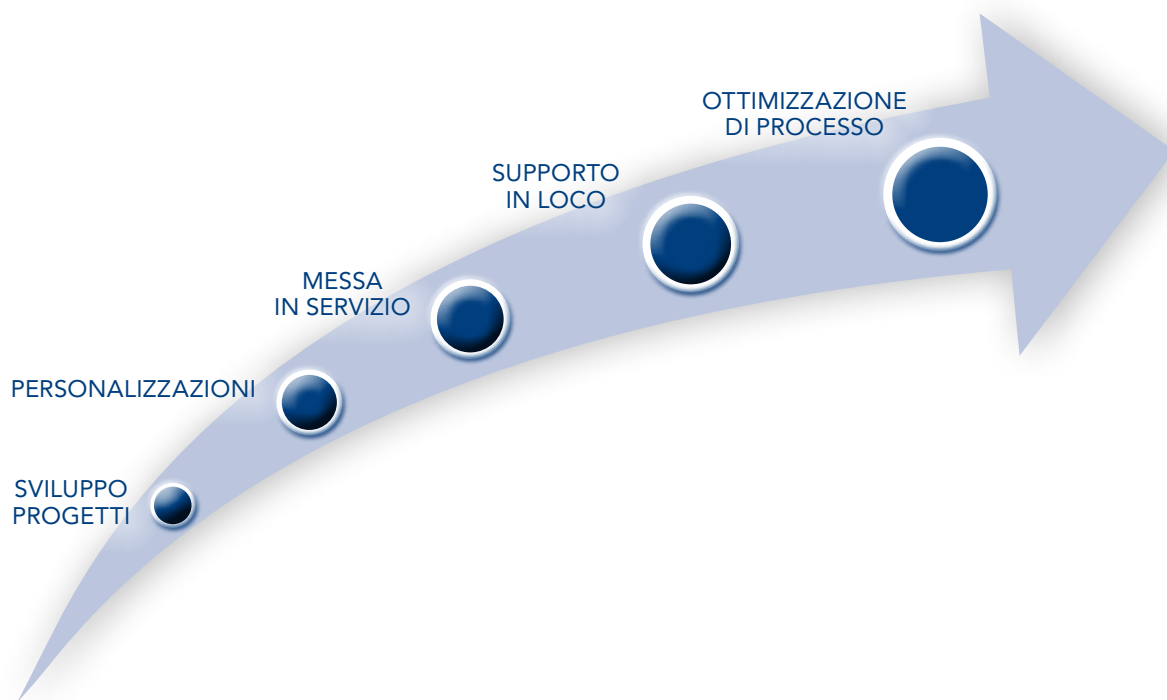 OTTIMIZZAZIONE
DI PROCESSO
SUPPORTO
IN LOCO
MESSA
IN SERVIZIO
PERSONALIZZAZIONI
SVILUPPO
PROGETTI